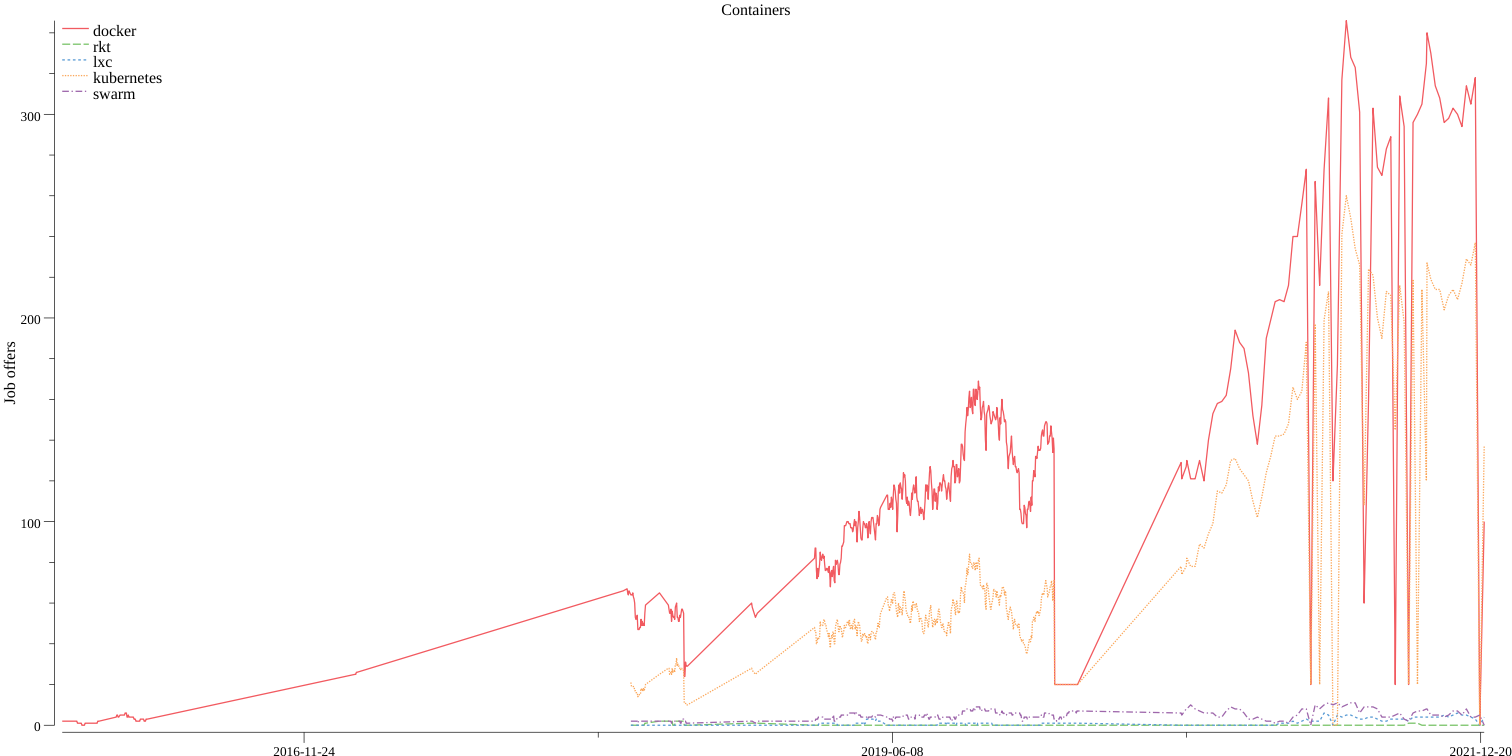 Containers
docker
rkt
lxc
kubernetes
swarm
300
200
100
0
Job offers
2016-11-24
2019-06-08
2021-12-20